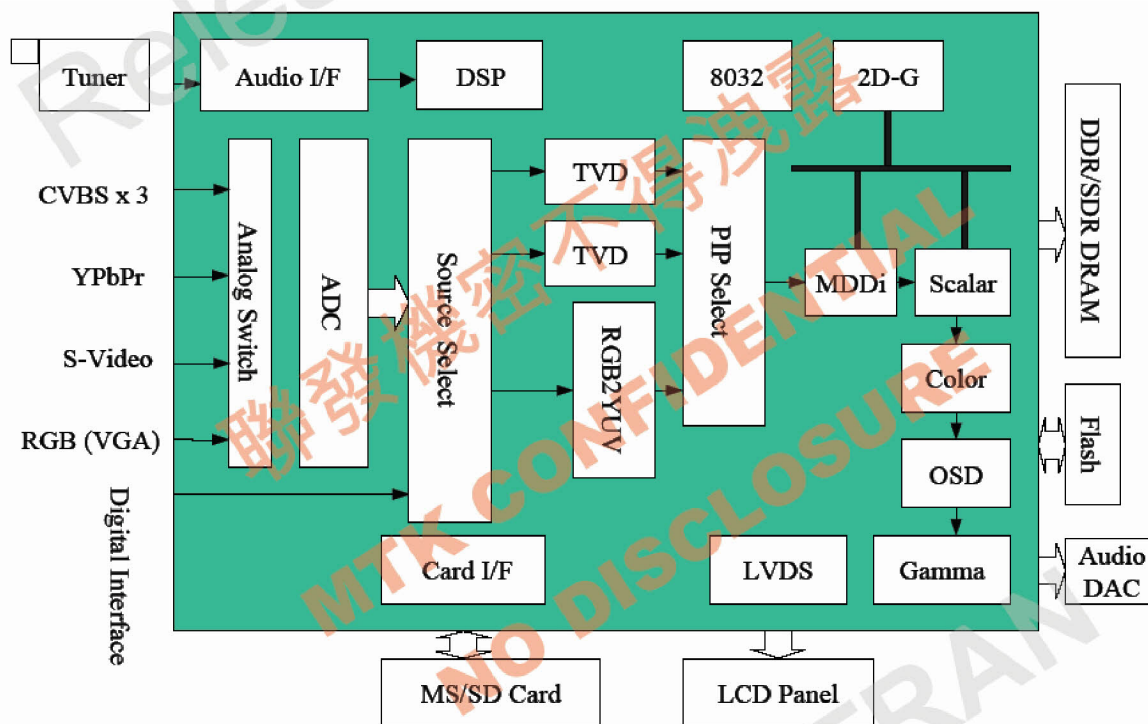 Tuner
Audio I/F
DSP
8032
2D-G
DDR/SDR DRAM
CVBS x 3
YPbPr
S-Video
RGB (VGA)
Digital Interface
Analog Switch
ADC
Source Select
TVD
TVD
RGB2YUV
PIP Select
MDDi
Scalar
Color
OSD
Gamma
Flash
Audio
DAC
Card I/F
LVDS
MS/SD Card
LCD Panel
聯發機密不得洩露
MTK CONFIDENTIAL
NO DISCLOSURE